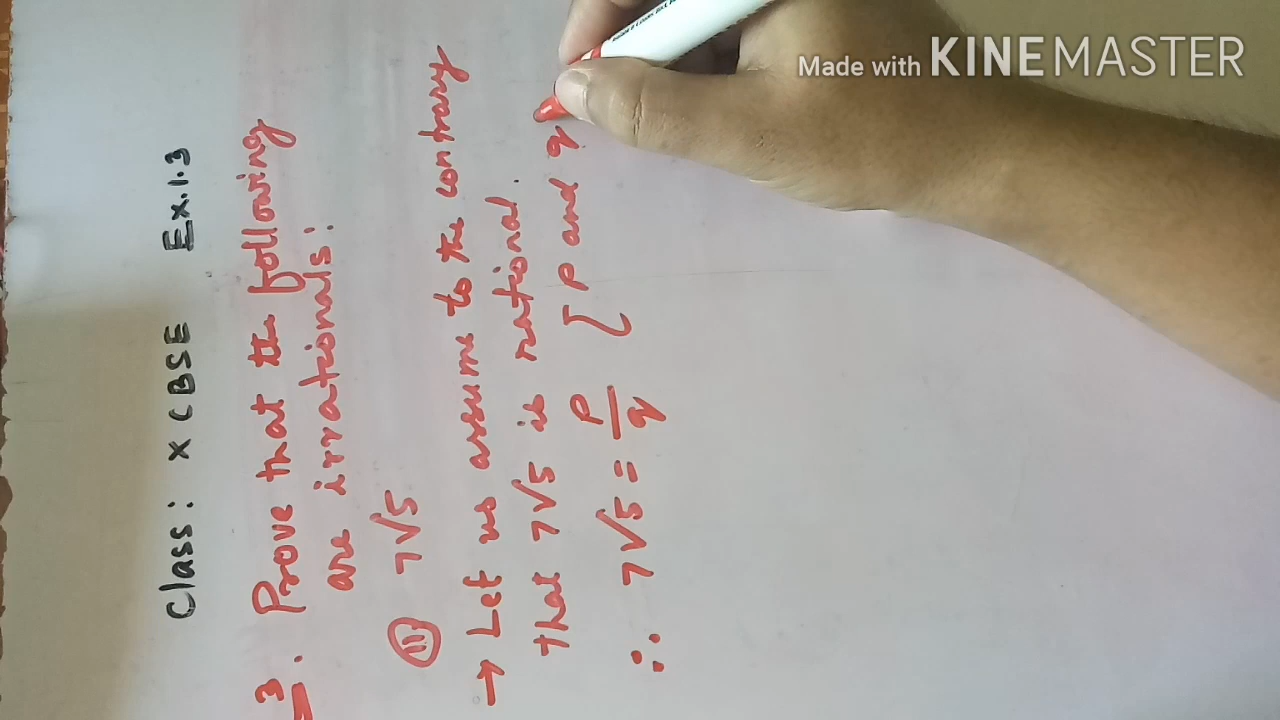 Class: X CBSE Ex.1.3
3. Prove that the following
are irrationals:
(ii) 7√5
→ Let us assume to the contrary
that 7√5 is rational.
∴ 7√5 = p/q [ p and q
Made with KINEMASTER